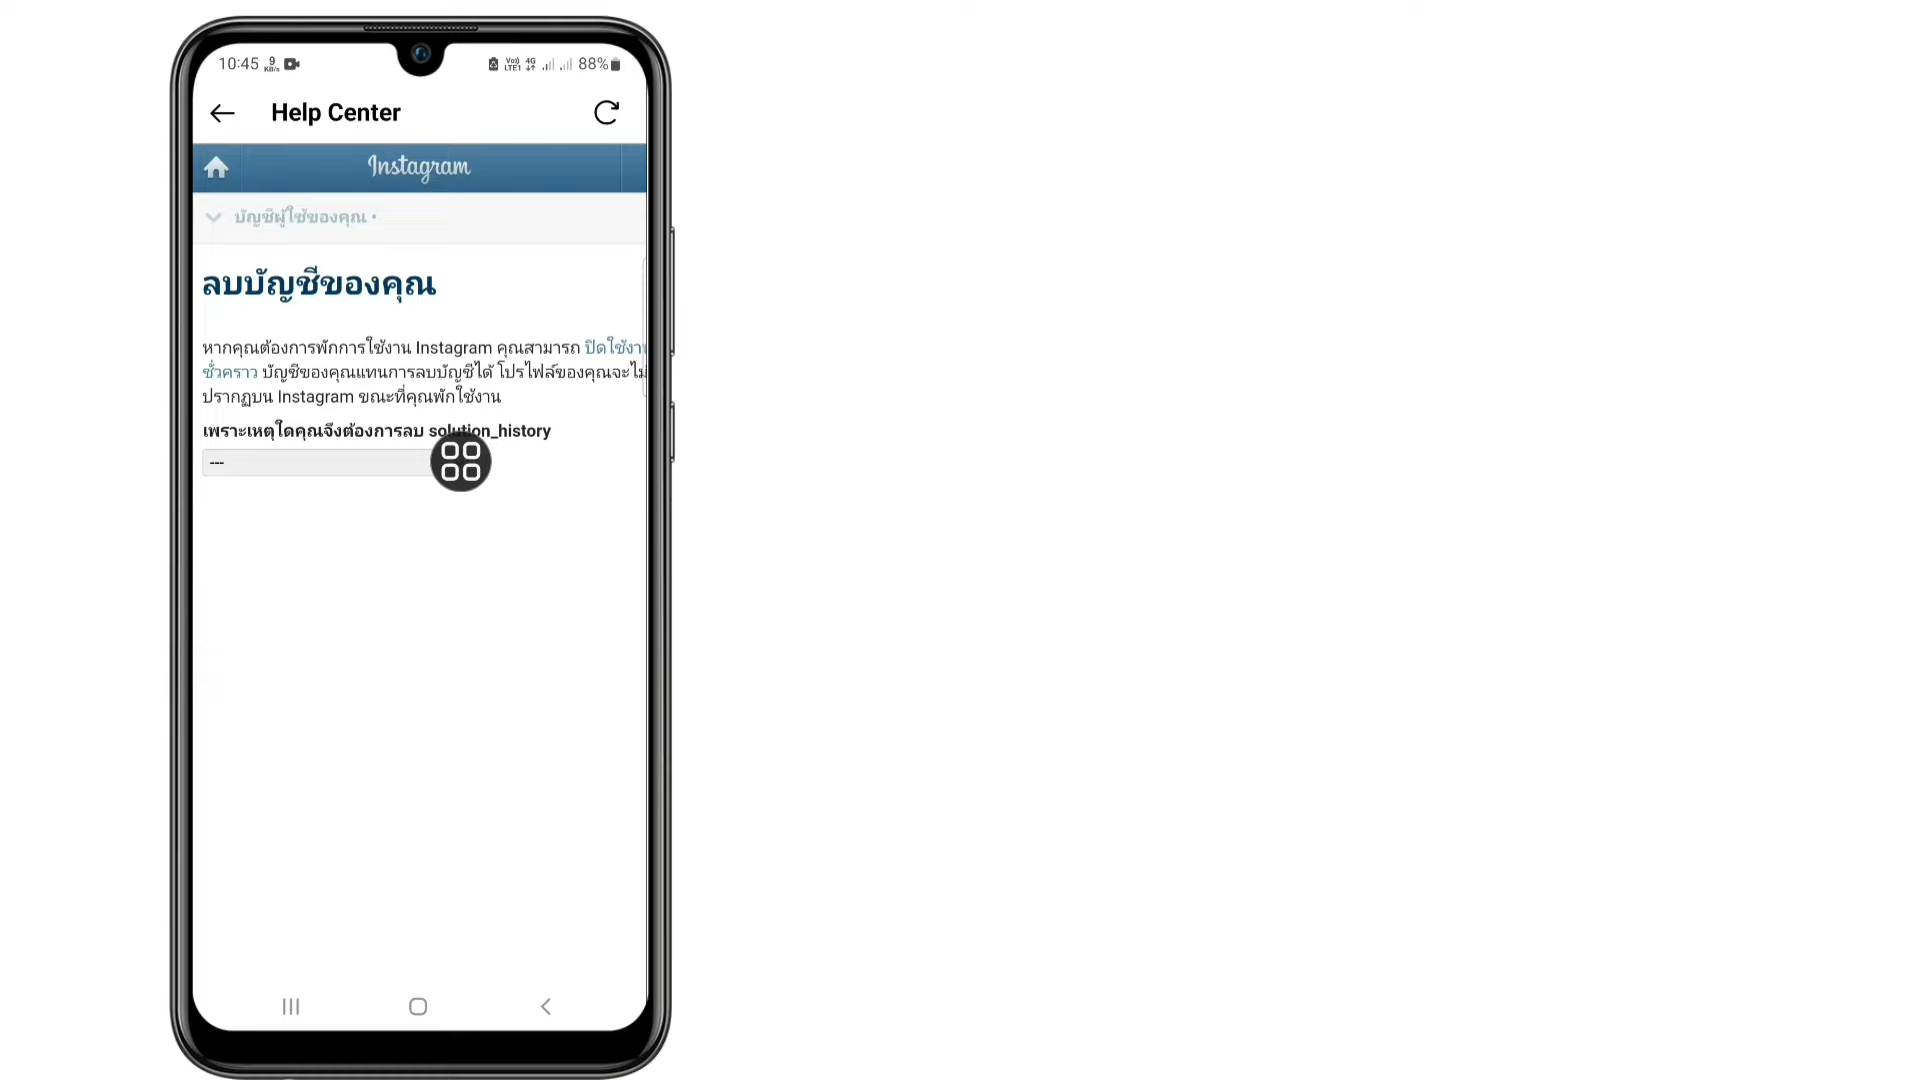 10:45 9 KB/s Vo) LTE1 4G 88%
Help Center
Instagram
บัญชีผู้ใช้ของคุณ •
ลบบัญชีของคุณ
หากคุณต้องการพักการใช้งาน Instagram คุณสามารถ ปิดใช้งาน
ชั่วคราว บัญชีของคุณแทนการลบบัญชีได้ โปรไฟล์ของคุณจะไม่
ปรากฏบน Instagram ขณะที่คุณพักใช้งาน
เพราะเหตุใดคุณจึงต้องการลบ solution_history
---